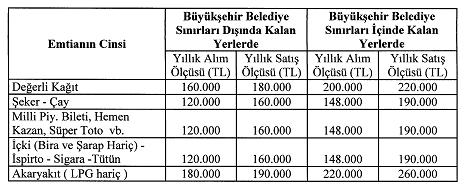 Emtianın Cinsi
Büyükşehir Belediye
Sınırları Dışında Kalan
Yerlerde
Büyükşehir Belediye
Sınırları İçinde Kalan
Yerlerde
Yıllık Alım
Ölçüsü (TL)
Yıllık Satış
Ölçüsü (TL)
Yıllık Alım
Ölçüsü (TL)
Yıllık Satış
Ölçüsü (TL)
Değerli Kağıt 160.000 180.000 200.000 220.000
Şeker - Çay 120.000 160.000 148.000 190.000
Milli Piy. Bileti, Hemen
Kazan, Süper Toto vb. 120.000 160.000 148.000 190.000
İçki (Bira ve Şarap Hariç) -
İspirto - Sigara -Tütün 120.000 160.000 148.000 190.000
Akaryakıt ( LPG hariç ) 180.000 190.000 220.000 260.000